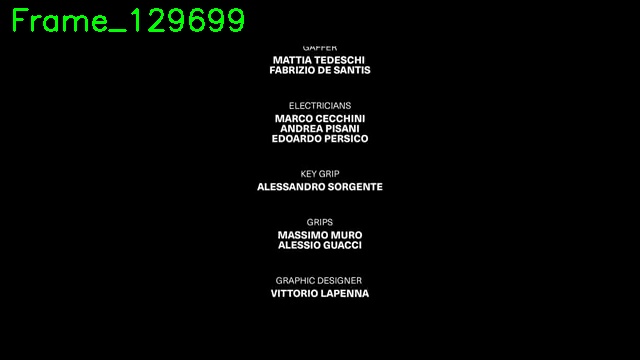 Frame_129699
GAFFER
MATTIA TEDESCHI
FABRIZIO DE SANTIS
ELECTRICIANS
MARCO CECCHINI
ANDREA PISANI
EDOARDO PERSICO
KEY GRIP
ALESSANDRO SORGENTE
GRIPS
MASSIMO MURO
ALESSIO GUACCI
GRAPHIC DESIGNER
VITTORIO LAPENNA